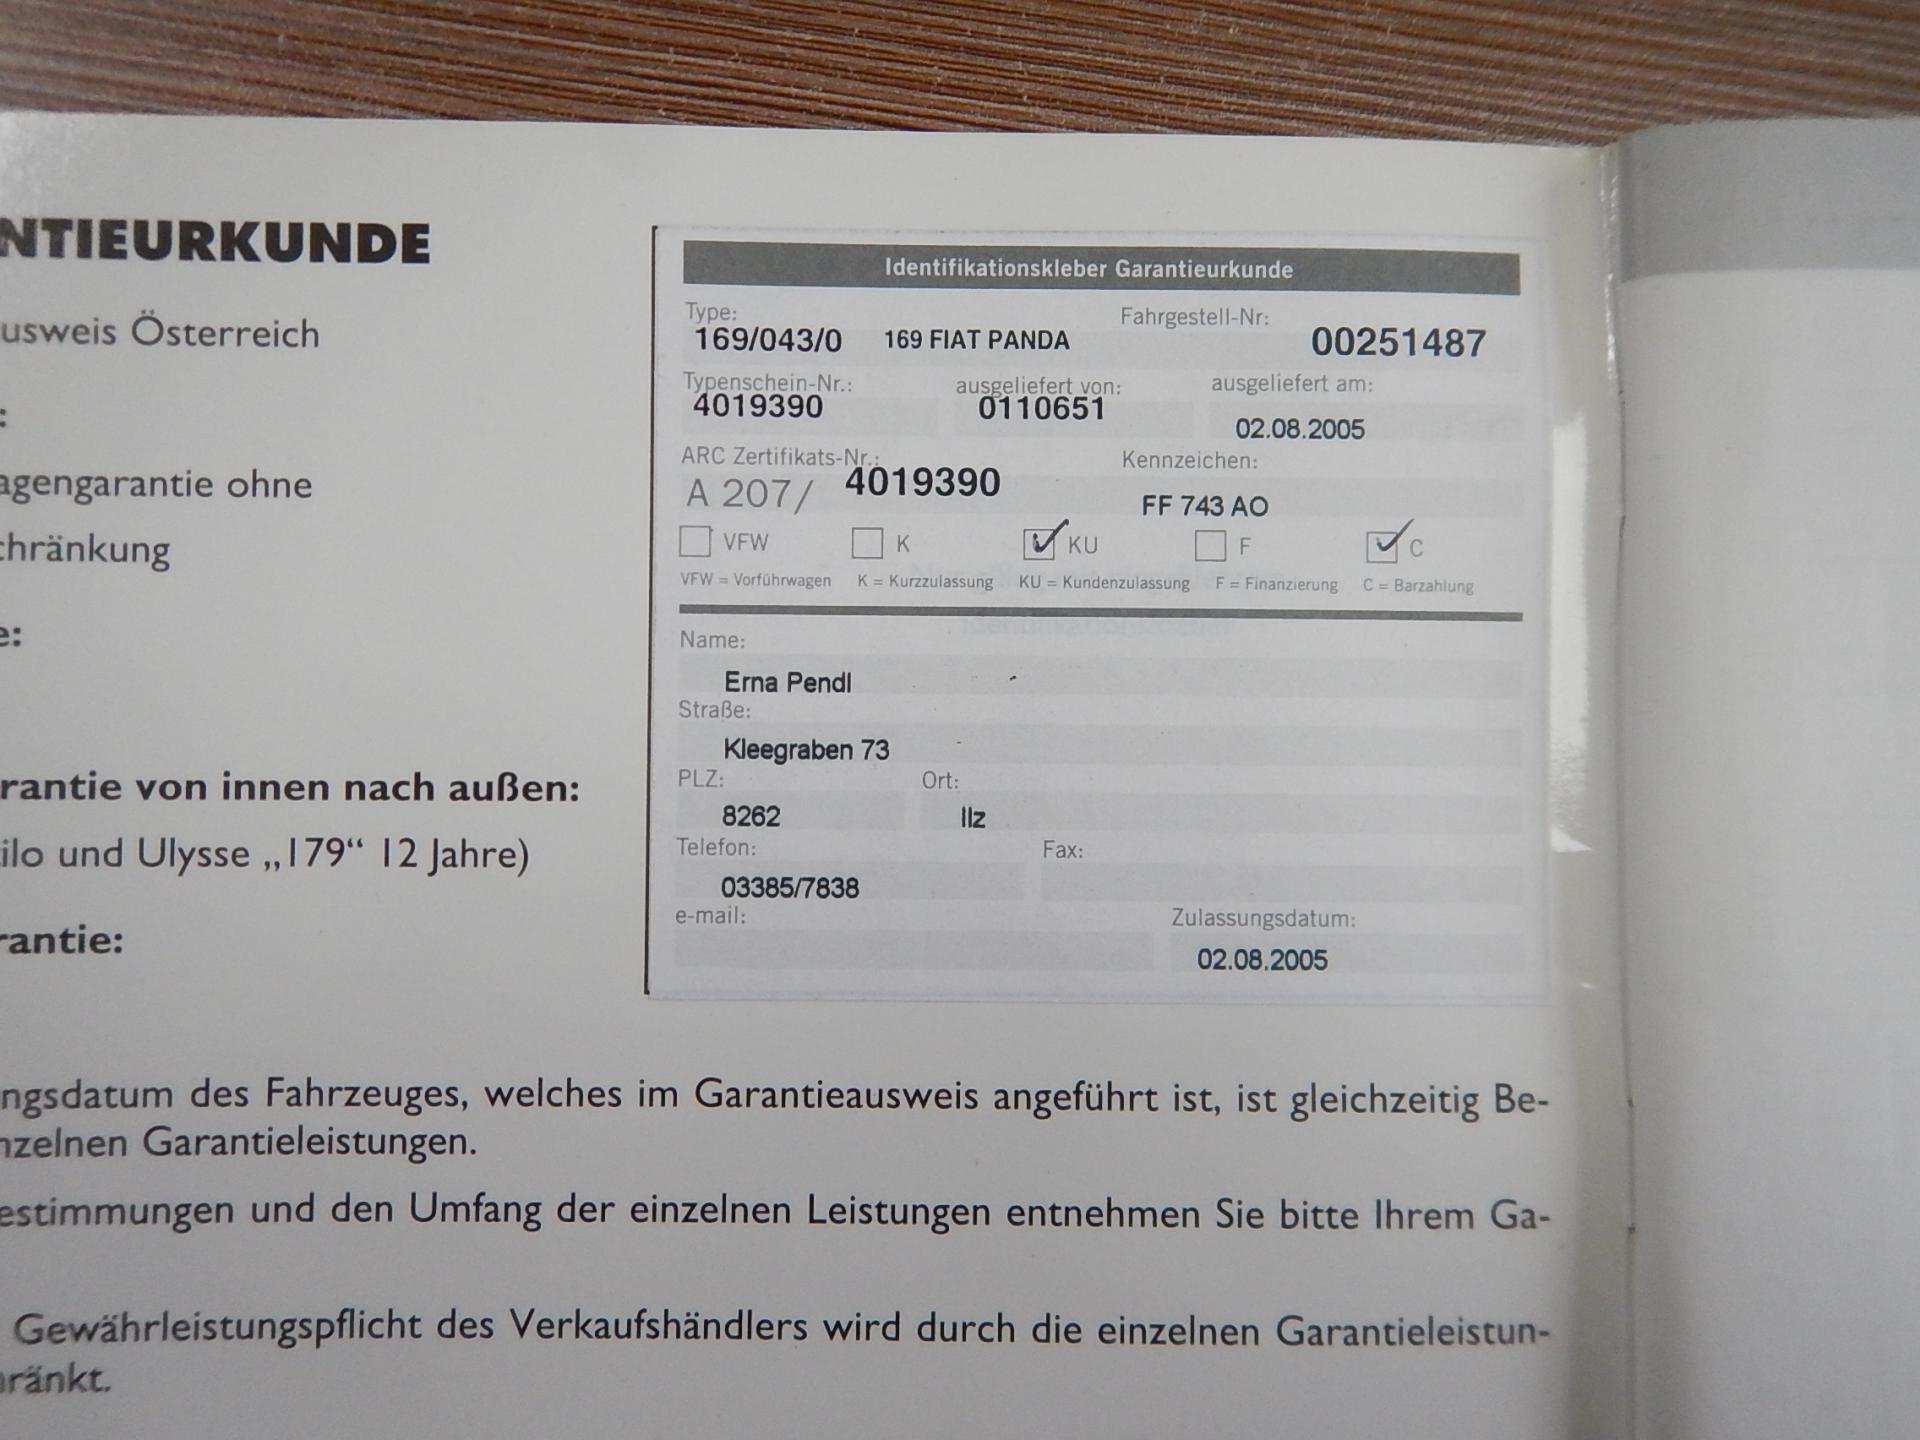 NTIEURKUNDE
usweis Österreich
:
agengarantie ohne
chränkung
e:
rantie von innen nach außen:
ilo und Ulysse „179“ 12 Jahre)
rantie:
Identifikationskleber Garantieurkunde
Type: Fahrgestell-Nr:
169/043/0 169 FIAT PANDA 00251487
Typenschein-Nr.: ausgeliefert von: ausgeliefert am:
4019390 0110651 02.08.2005
ARC Zertifikats-Nr.: Kennzeichen:
A 207/ 4019390 FF 743 AO
VFW K KU F C
VFW = Vorführwagen K = Kurzzulassung KU = Kundenzulassung F = Finanzierung C = Barzahlung
Name:
Erna Pendl
Straße:
Kleegraben 73
PLZ: Ort:
8262 Ilz
Telefon: Fax:
03385/7838
e-mail: Zulassungsdatum:
02.08.2005
ngsdatum des Fahrzeuges, welches im Garantieausweis angeführt ist, ist gleichzeitig Be-
nzelnen Garantieleistungen.
estimmungen und den Umfang der einzelnen Leistungen entnehmen Sie bitte Ihrem Ga-
Gewährleistungspflicht des Verkaufshändlers wird durch die einzelnen Garantieleistun-
ränkt.